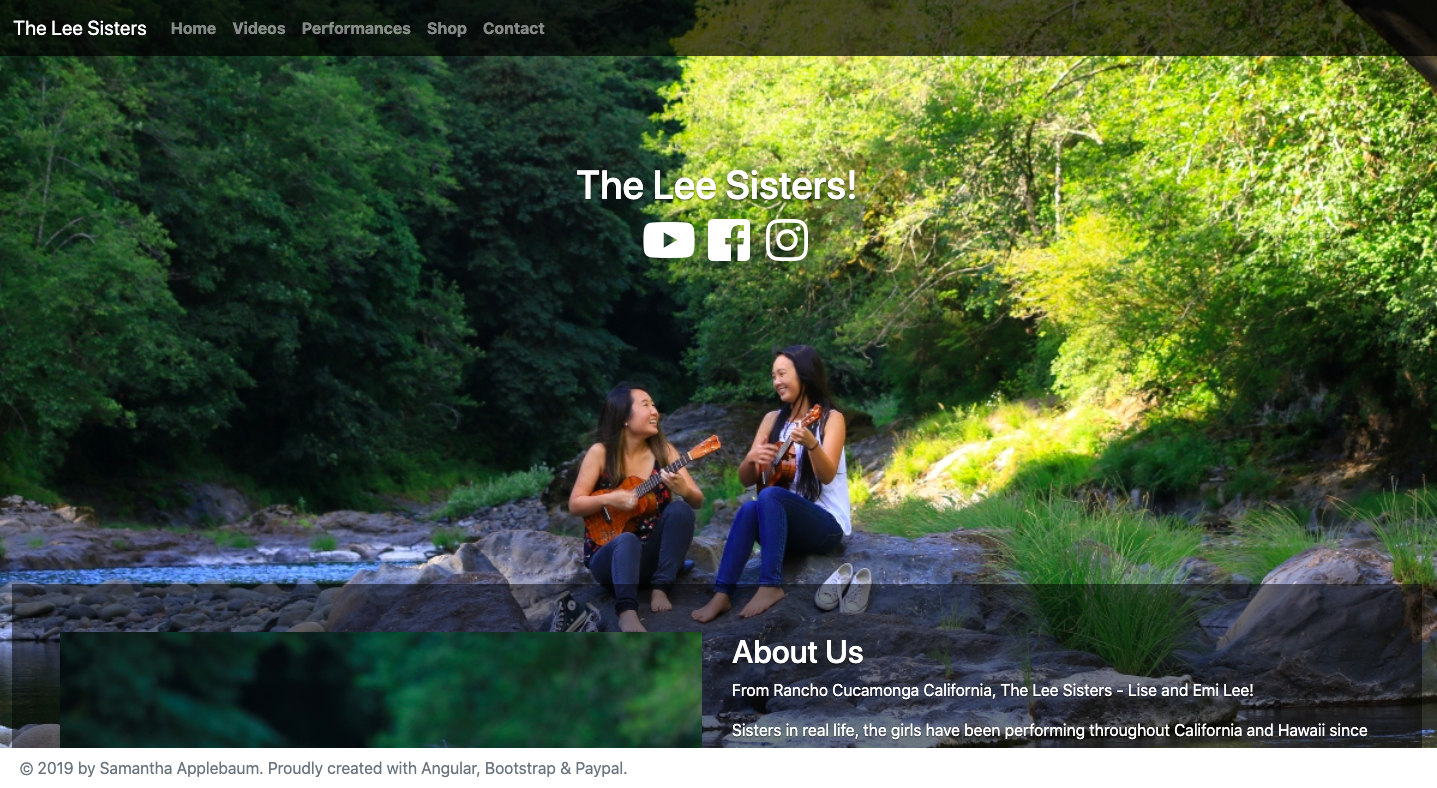 The Lee Sisters Home Videos Performances Shop Contact
The Lee Sisters!
About Us
From Rancho Cucamonga California, The Lee Sisters - Lise and Emi Lee!
Sisters in real life, the girls have been performing throughout California and Hawaii since
© 2019 by Samantha Applebaum. Proudly created with Angular, Bootstrap & Paypal.